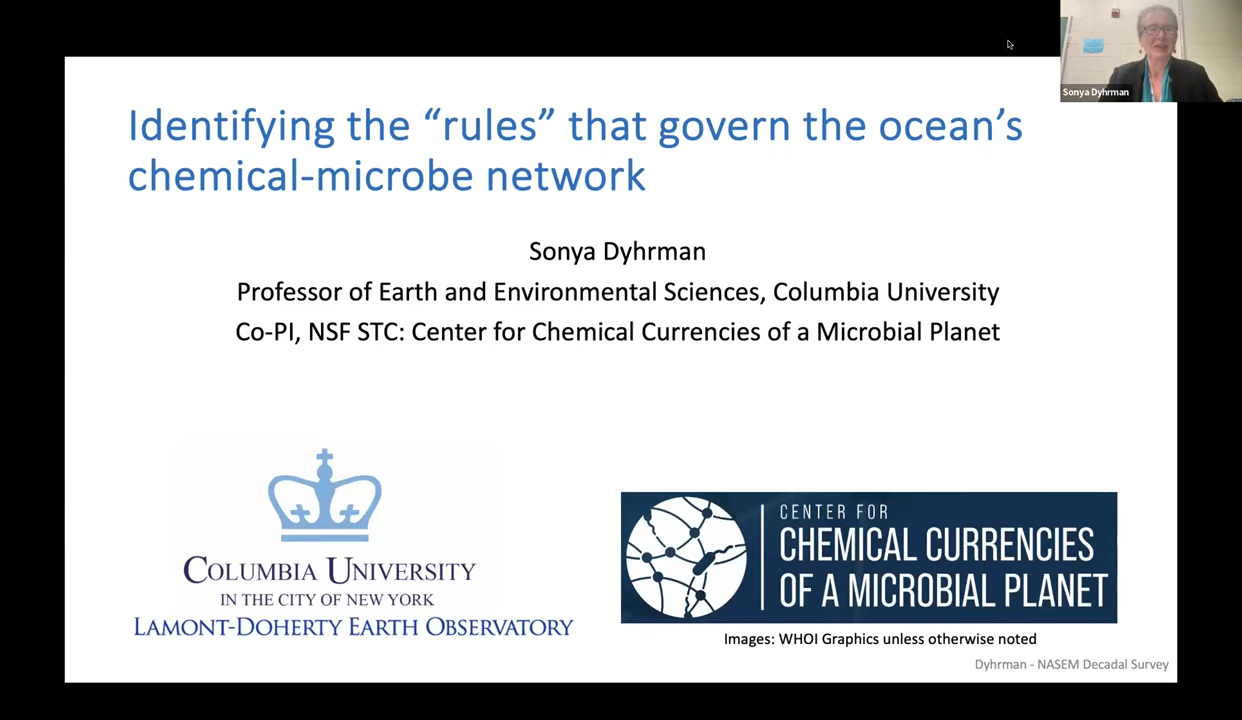 Sonya Dyhrman
Identifying the “rules” that govern the ocean’s
chemical-microbe network
Sonya Dyhrman
Professor of Earth and Environmental Sciences, Columbia University
Co-PI, NSF STC: Center for Chemical Currencies of a Microbial Planet
COLUMBIA UNIVERSITY
IN THE CITY OF NEW YORK
LAMONT-DOHERTY EARTH OBSERVATORY
CENTER FOR
CHEMICAL CURRENCIES
OF A MICROBIAL PLANET
Images: WHOI Graphics unless otherwise noted
Dyhrman - NASEM Decadal Survey